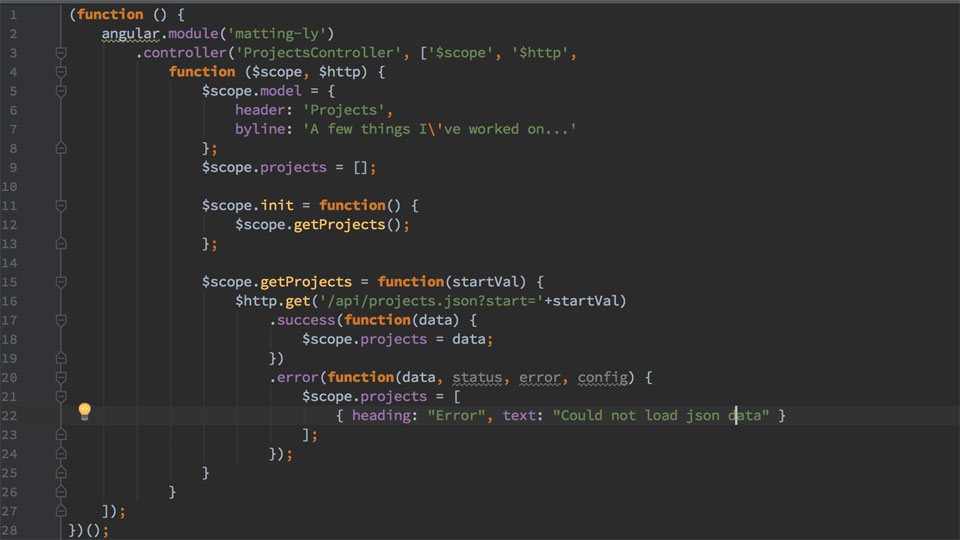 1 (function () {
2 angular.module('matting-ly')
3 .controller('ProjectsController', ['$scope', '$http',
4 function ($scope, $http) {
5 $scope.model = {
6 header: 'Projects',
7 byline: 'A few things I\'ve worked on...'
8 };
9 $scope.projects = [];
10
11 $scope.init = function() {
12 $scope.getProjects();
13 };
14
15 $scope.getProjects = function(startVal) {
16 $http.get('/api/projects.json?start='+startVal)
17 .success(function(data) {
18 $scope.projects = data;
19 })
20 .error(function(data, status, error, config) {
21 $scope.projects = [
22 { heading: "Error", text: "Could not load json data" }
23 ];
24 });
25 }
26 }
27 ]);
28 })();